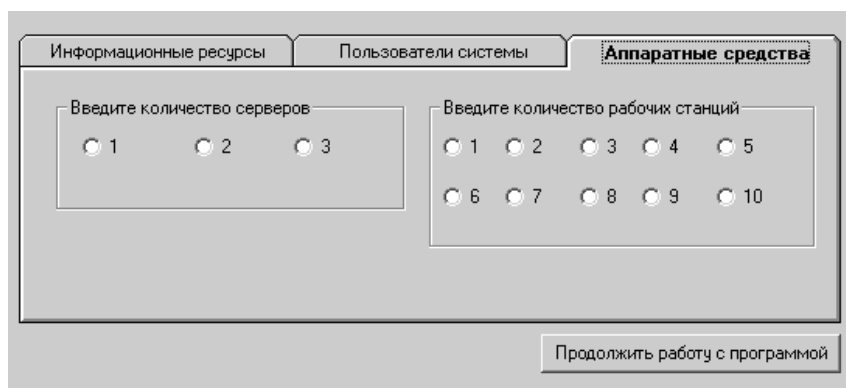 Информационные ресурсы Пользователи системы Аппаратные средства
Введите количество серверов
1 2 3
Введите количество рабочих станций
1 2 3 4 5
6 7 8 9 10
Продолжить работу с программой